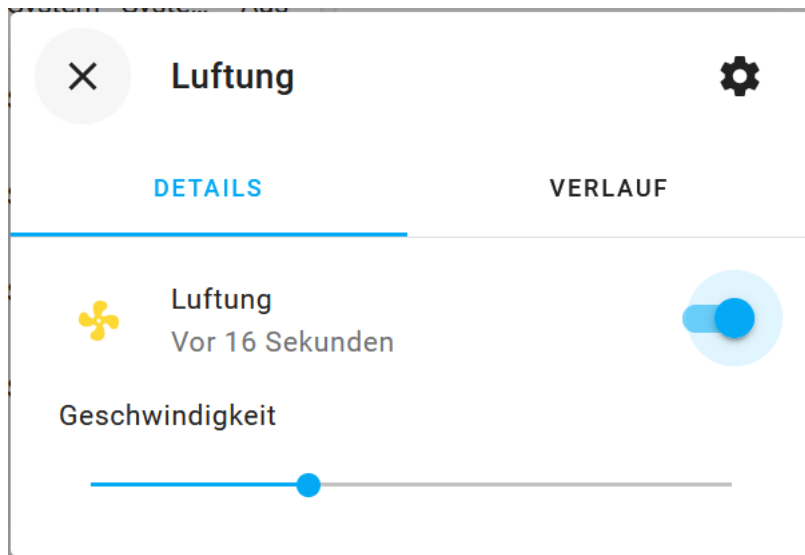 Luftung
DETAILS
VERLAUF
Luftung
Vor 16 Sekunden
Geschwindigkeit